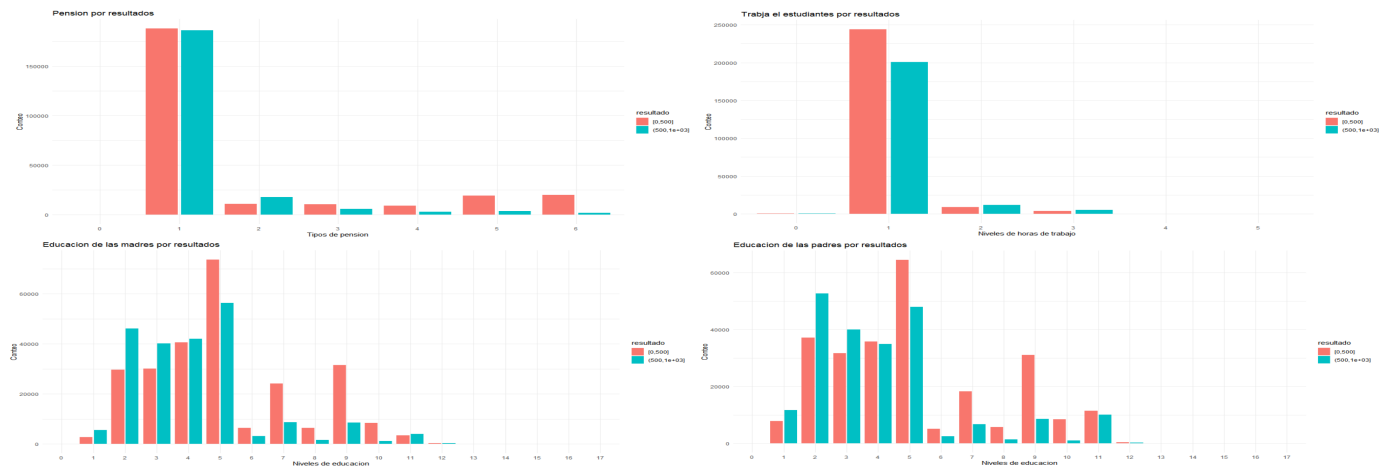 Pension por resultados
150000
100000
50000
0
Conteo
0 1 2 3 4 5 6
Tipos de pension
resultado
[0,500]
(500,1e+03]
Trabja el estudiantes por resultados
250000
200000
150000
100000
50000
0
Conteo
0 1 2 3 4 5
Niveles de horas de trabajo
resultado
[0,500]
(500,1e+03]
Educacion de las madres por resultados
60000
40000
20000
0
Conteo
0 1 2 3 4 5 6 7 8 9 10 11 12 13 14 15 16 17
Niveles de educacion
resultado
[0,500]
(500,1e+03]
Educacion de las padres por resultados
60000
40000
20000
0
Conteo
0 1 2 3 4 5 6 7 8 9 10 11 12 13 14 15 16 17
Niveles de educacion
resultado
[0,500]
(500,1e+03]